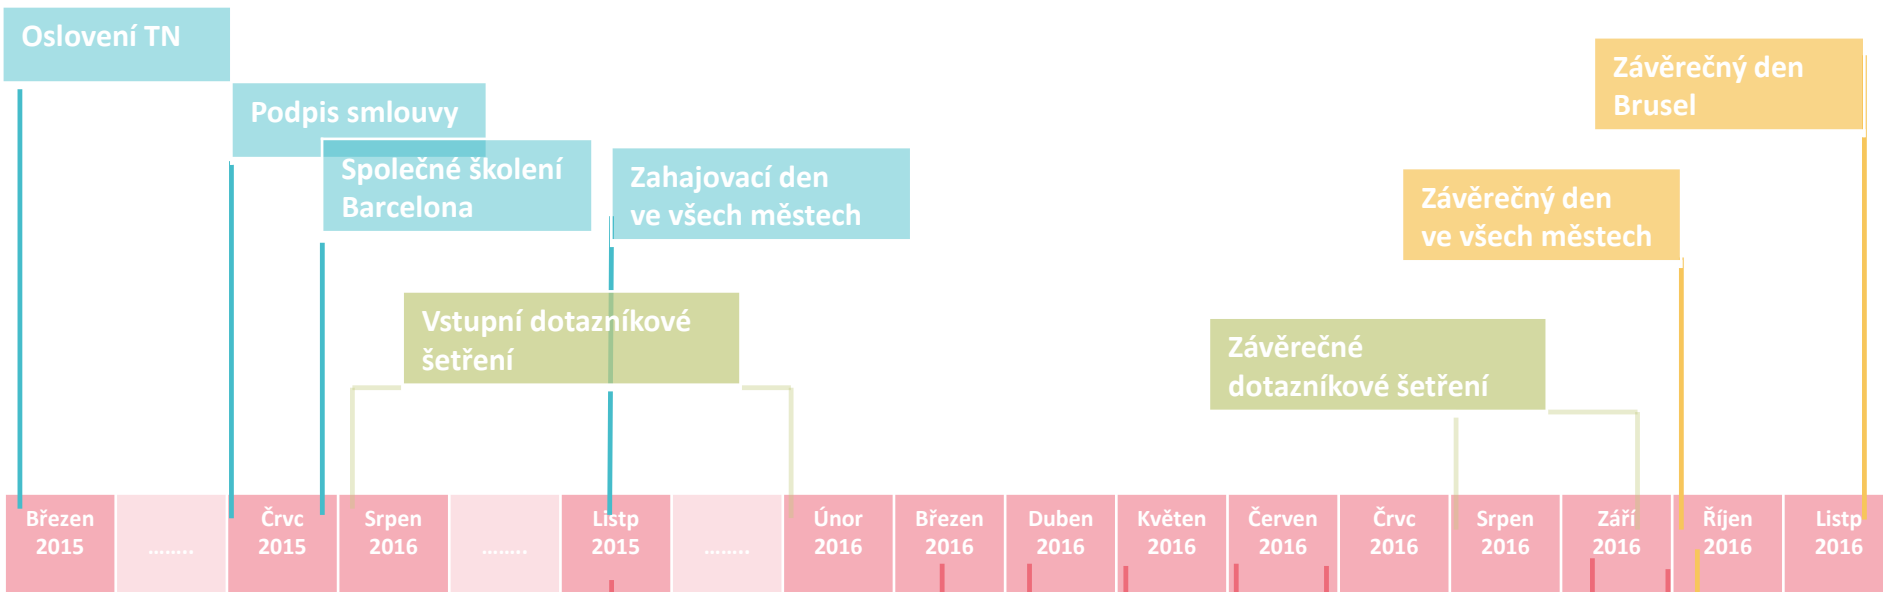 Oslovení TN
Podpis smlouvy
Společné školení
Barcelona
Zahajovací den
ve všech městech
Závěrečný den
Brusel
Závěrečný den
ve všech městech
Vstupní dotazníkové
šetření
Závěrečné
dotazníkové šetření
Březen
2015
........
Črvc
2015
Srpen
2016
........
Listp
2015
........
Únor
2016
Březen
2016
Duben
2016
Květen
2016
Červen
2016
Črvc
2016
Srpen
2016
Září
2016
Říjen
2016
Listp
2016